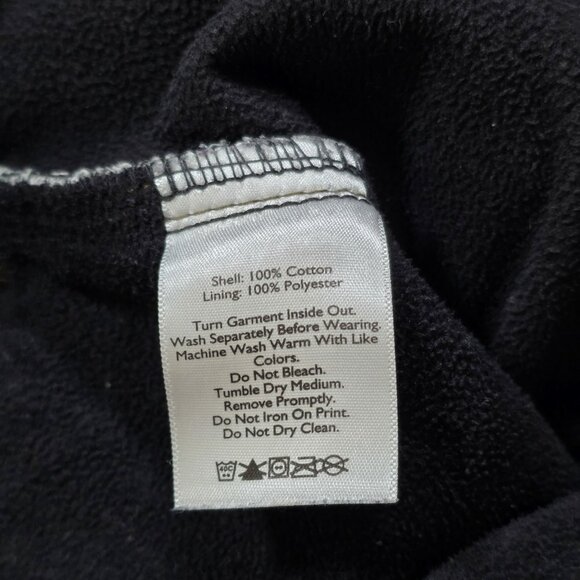 Shell: 100% Cotton
Lining: 100% Polyester
Turn Garment Inside Out.
Wash Separately Before Wearing.
Machine Wash Warm With Like
Colors.
Do Not Bleach.
Tumble Dry Medium.
Remove Promptly.
Do Not Iron On Print.
Do Not Dry Clean.
40C